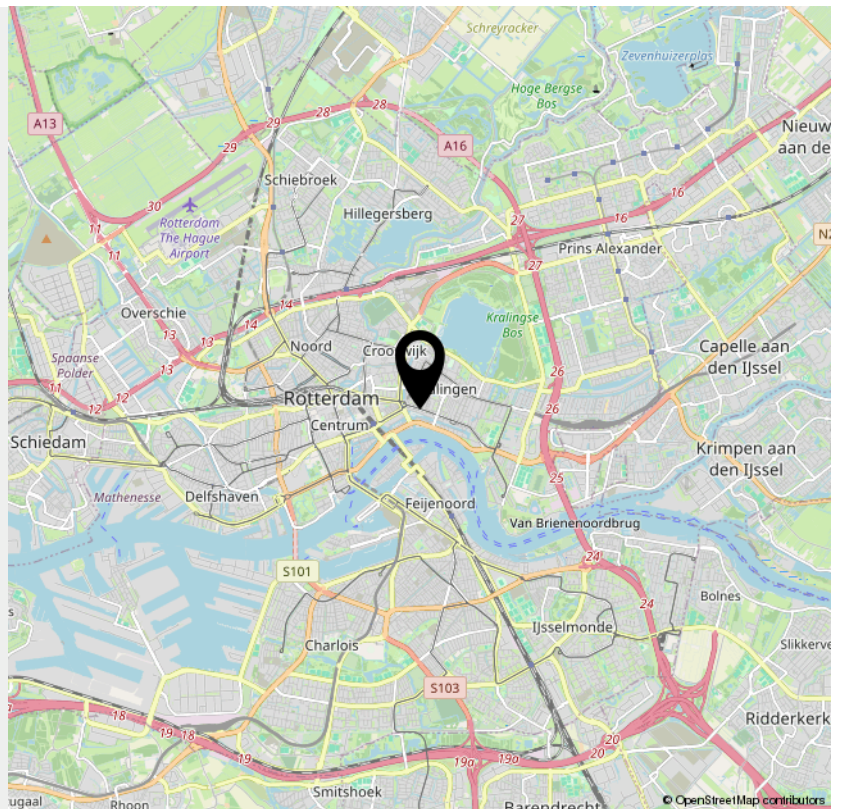 Schreyracker
Zevenhuizerplas
Hoge Bergse
Bos
28
28
29
A13
29
A16
Nieuw
aan de
Schiebroek
16
30
Hillegersberg
16
Rotterdam
The Hague
Airport
27
11
N2
11
Prins Alexander
27
14
Overschie
14
Kralingse
Bos
13
13
Noord
Capelle aan
den IJssel
Spaanse
Polder
13
26
11
12
12
Rotterdam
26
Centrum
Schiedam
Krimpen aan
den IJssel
25
Mathenesse
Delfshaven
Feijenoord
Van Brienenoordbrug
24
S101
Bolnes
24
s
IJsselmonde
Charlois
Slikkerve
S103
18
Ridderkerk
19
18
20
19
19a
19a
20
Smitshoek
ugaal
Rhoon
Barendrecht
© OpenStreetMap contributors